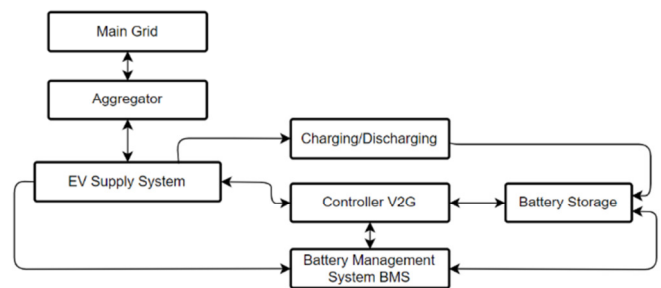 Main Grid
Aggregator
Charging/Discharging
EV Supply System
Controller V2G
Battery Storage
Battery Management
System BMS